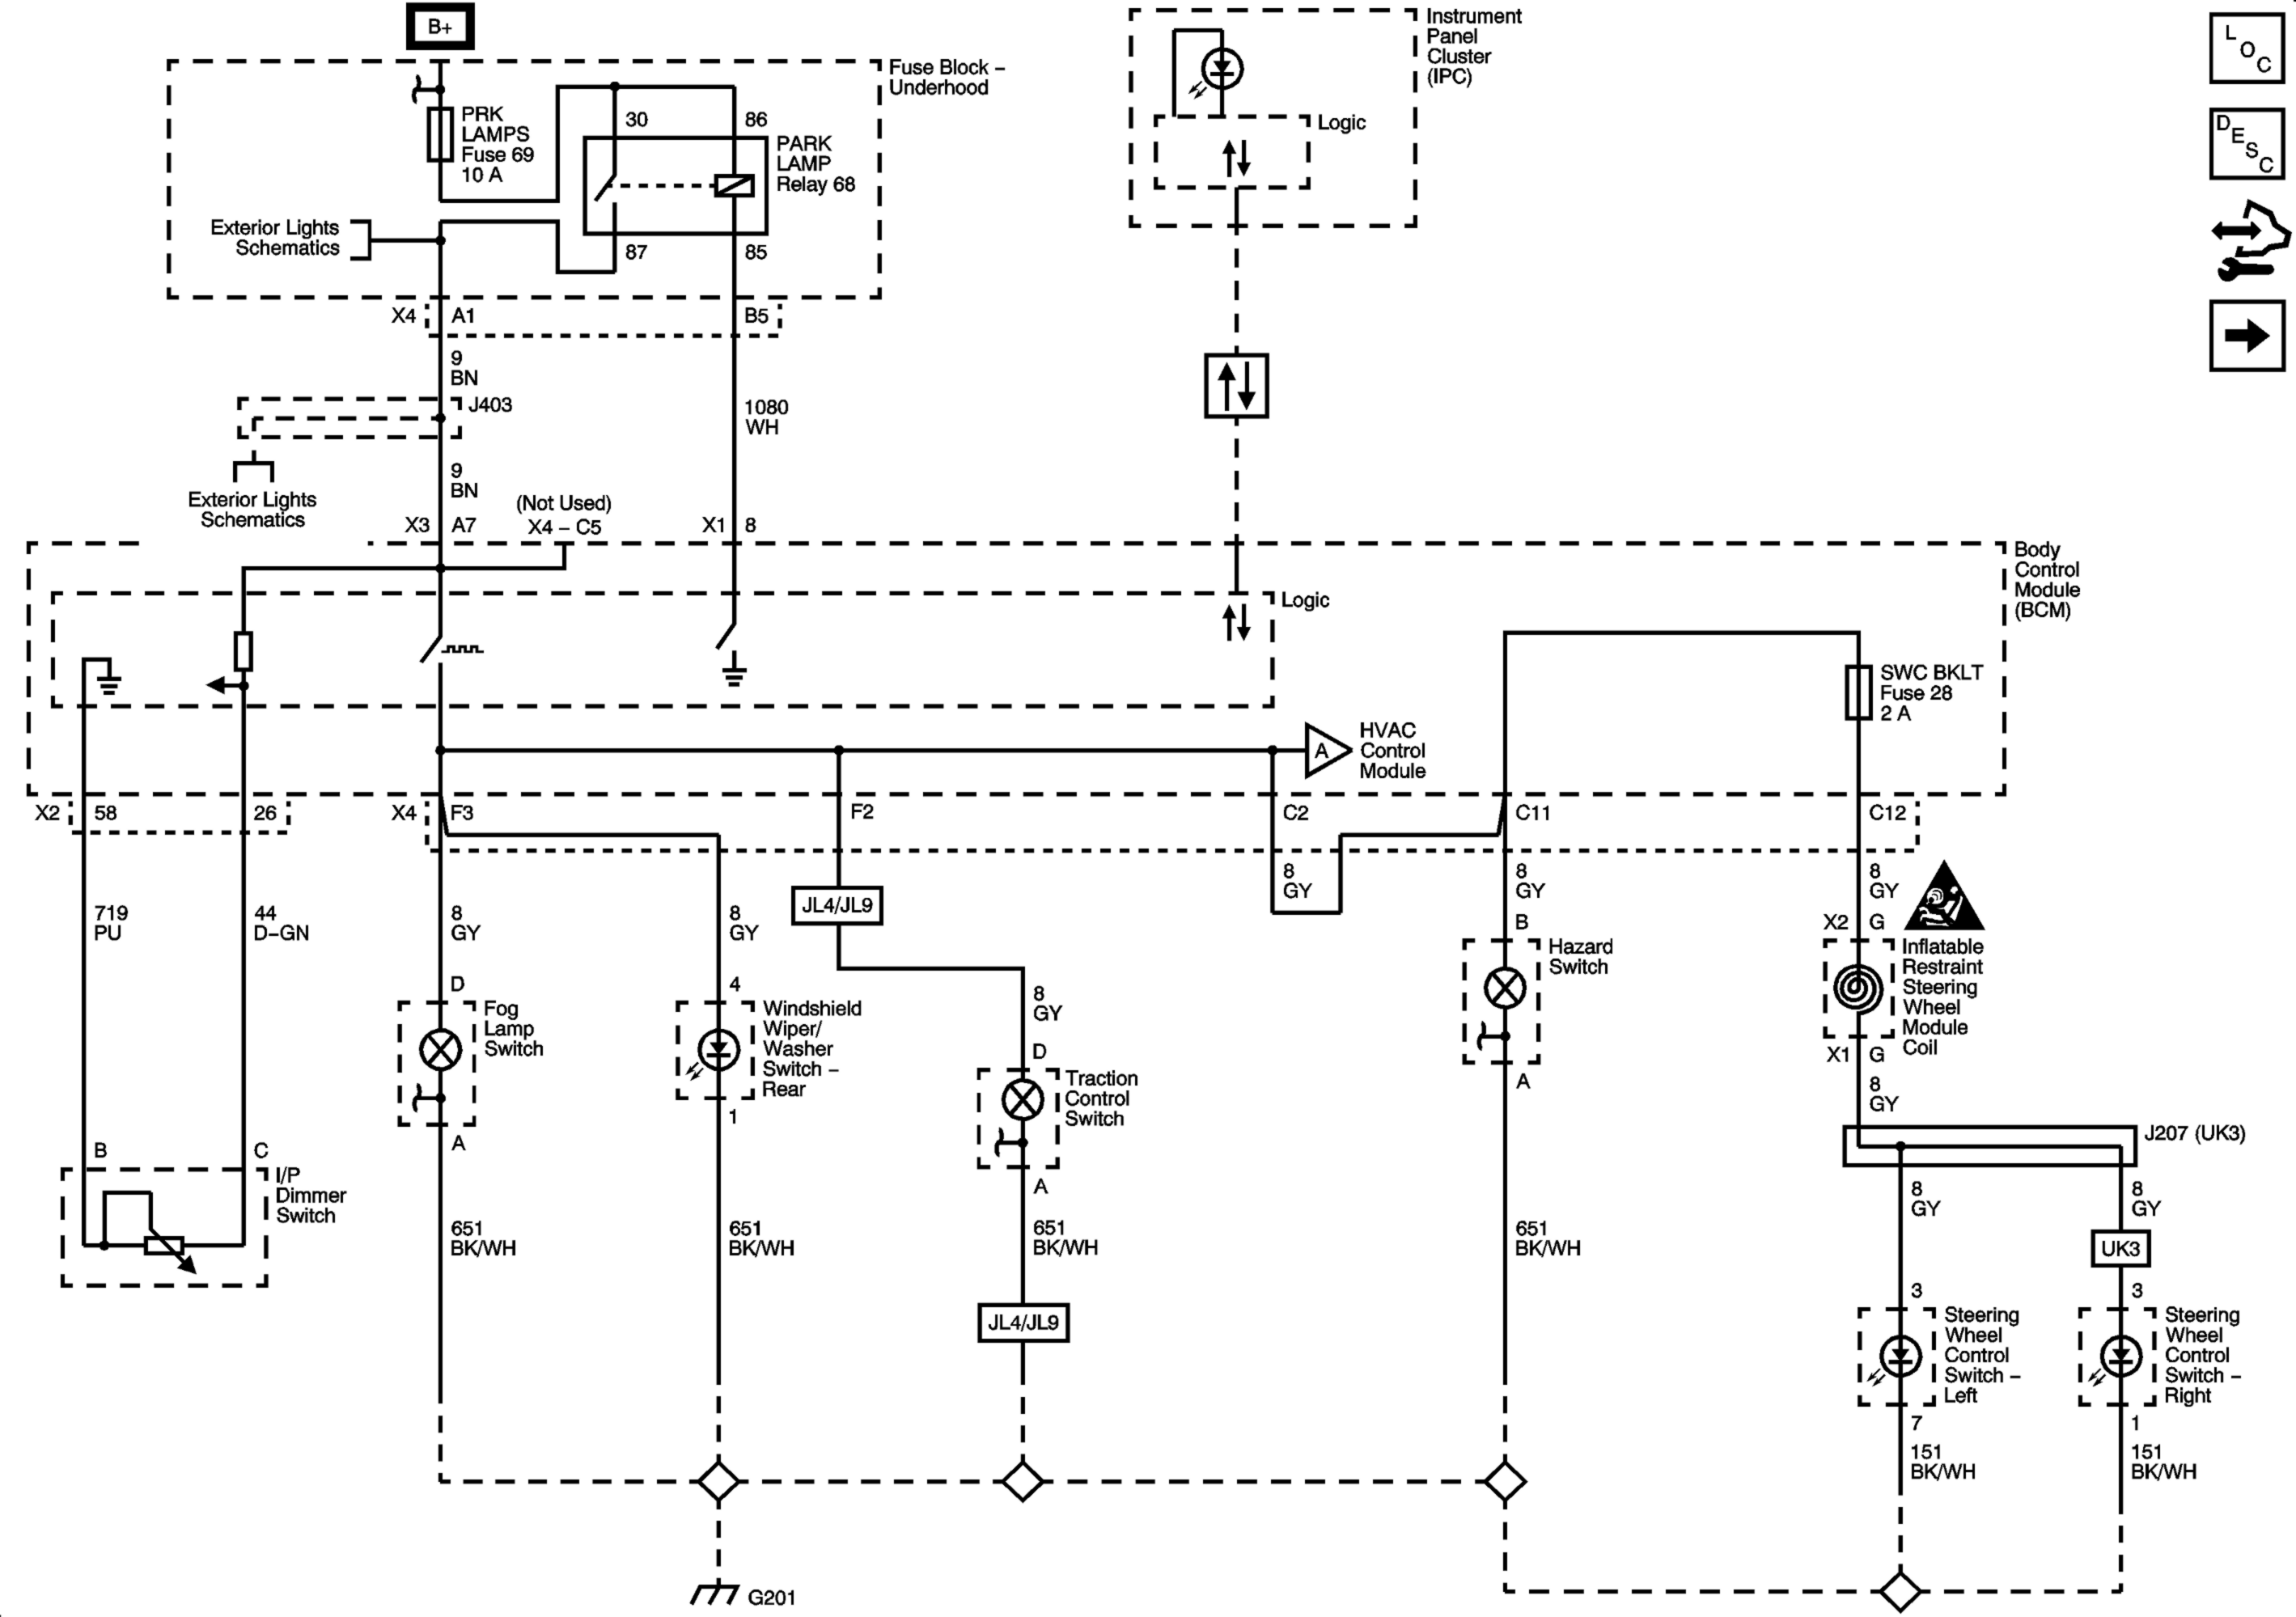 B+
Fuse Block –
Underhood
PRK
LAMPS
Fuse 69
10 A
30
86
PARK
LAMP
Relay 68
87
85
Exterior Lights
Schematics
Instrument
Panel
Cluster
(IPC)
Logic
L
O
C
D
E
S
C
X4
A1
B5
9
BN
J403
1080
WH
9
BN
Exterior Lights
Schematics
(Not Used)
X4 – C5
X3
A7
X1
8
Body
Control
Module
(BCM)
Logic
SWC BKLT
Fuse 28
2 A
A
HVAC
Control
Module
X2
58
26
X4
F3
F2
C2
C11
C12
719
PU
44
D–GN
8
GY
8
GY
JL4/JL9
8
GY
8
GY
8
GY
B
X2
G
Hazard
Switch
Inflatable
Restraint
Steering
Wheel
Module
Coil
D
4
8
GY
Fog
Lamp
Switch
Windshield
Wiper/
Washer
Switch –
Rear
D
Traction
Control
Switch
X1
G
A
8
GY
1
A
A
J207 (UK3)
B
C
I/P
Dimmer
Switch
651
BK/WH
651
BK/WH
651
BK/WH
651
BK/WH
8
GY
8
GY
UK3
JL4/JL9
3
3
Steering
Wheel
Control
Switch –
Left
Steering
Wheel
Control
Switch –
Right
7
1
151
BK/WH
151
BK/WH
G201